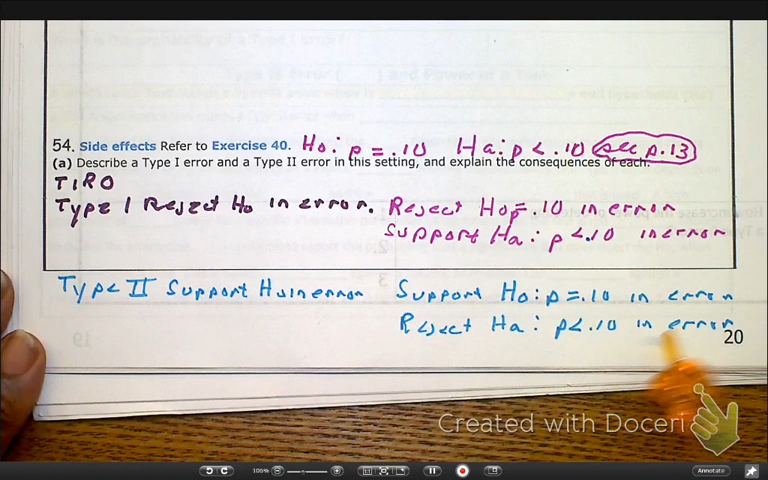 54. Side effects Refer to Exercise 40. Ho: p = .10 Ha: p < .10 see p.13
(a) Describe a Type I error and a Type II error in this setting, and explain the consequences of each.
T1RO
Type 1 Reject Ho in error. Reject Ho p = .10 in error
Support Ha: p < .10 in error
Type II Support Ho in error Support Ho: p = .10 in error
Reject Ha: p < .10 in error
20
Created with Doceri
106%
Annotate